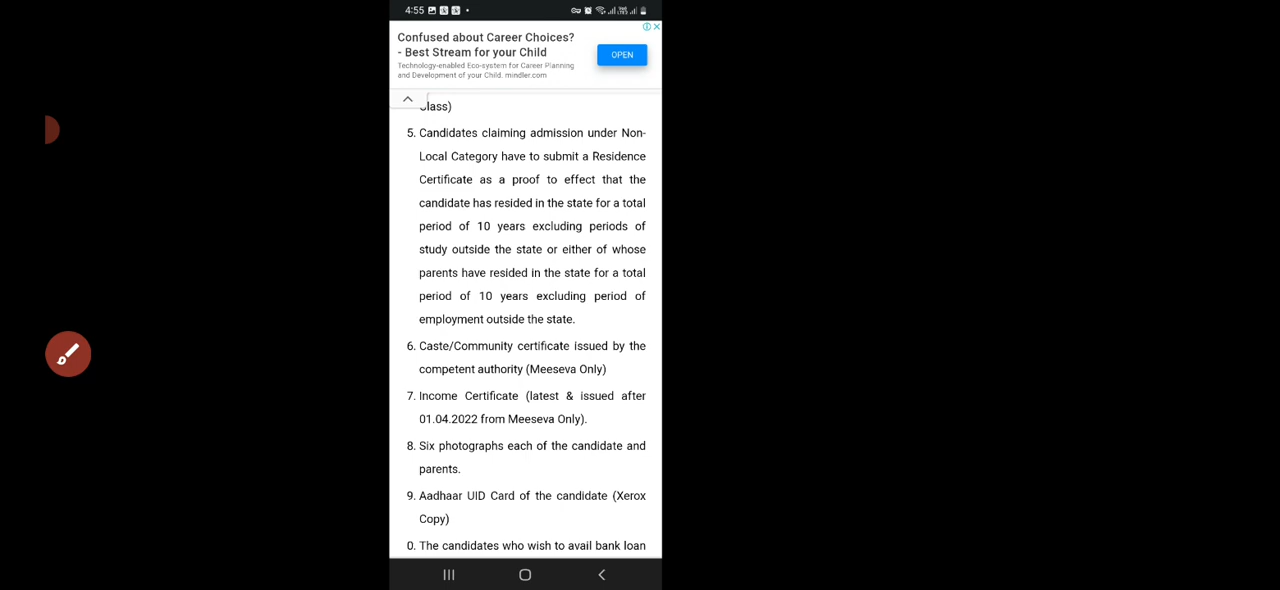 4:55
Confused about Career Choices?
- Best Stream for your Child
Technology-enabled Eco-system for Career Planning
and Development of your Child. mindler.com
OPEN
Class)
5. Candidates claiming admission under Non-
Local Category have to submit a Residence
Certificate as a proof to effect that the
candidate has resided in the state for a total
period of 10 years excluding periods of
study outside the state or either of whose
parents have resided in the state for a total
period of 10 years excluding period of
employment outside the state.
6. Caste/Community certificate issued by the
competent authority (Meeseva Only)
7. Income Certificate (latest & issued after
01.04.2022 from Meeseva Only).
8. Six photographs each of the candidate and
parents.
9. Aadhaar UID Card of the candidate (Xerox
Copy)
0. The candidates who wish to avail bank loan